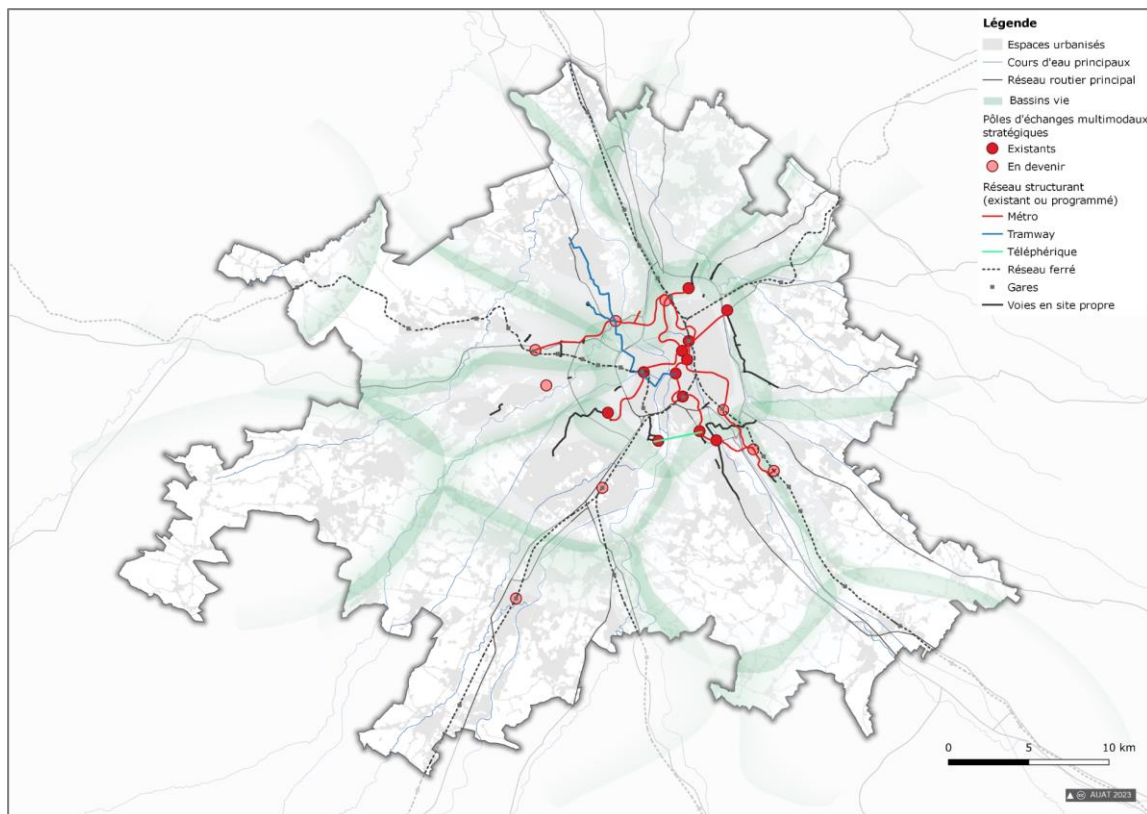 Légende
Espaces urbanisés
Cours d'eau principaux
Réseau routier principal
Bassins vie
Pôles d'échanges multimodaux
stratégiques
Existants
En devenir
Réseau structurant
(existant ou programmé)
Métro
Tramway
Téléphérique
Réseau ferré
Gares
Voies en site propre
0 5 10 km
AUAT 2023